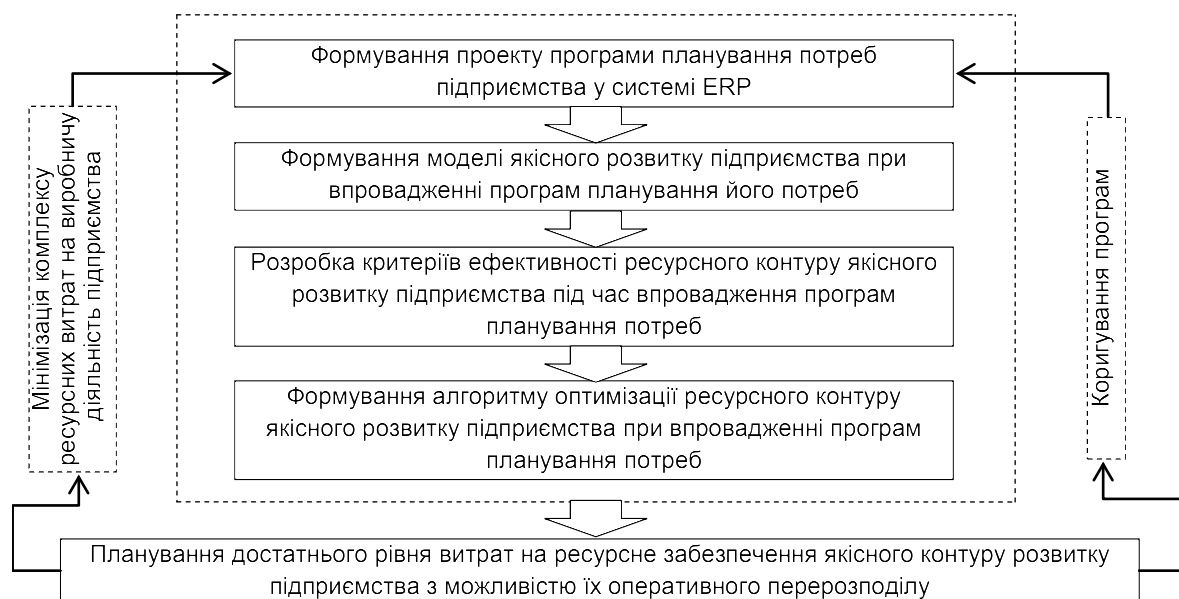 Формування проекту програми планування потреб
підприємства у системі ERP
Формування моделі якісного розвитку підприємства при
впровадженні програм планування його потреб
Розробка критеріїв ефективності ресурсного контуру якісного
розвитку підприємства під час впровадження програм
планування потреб
Формування алгоритму оптимізації ресурсного контуру
якісного розвитку підприємства при впровадженні програм
планування потреб
Мінімізація комплексу
ресурсних витрат на виробничу
діяльність підприємства
Коригування програм
Планування достатнього рівня витрат на ресурсне забезпечення якісного контуру розвитку
підприємства з можливістю їх оперативного перерозподілу